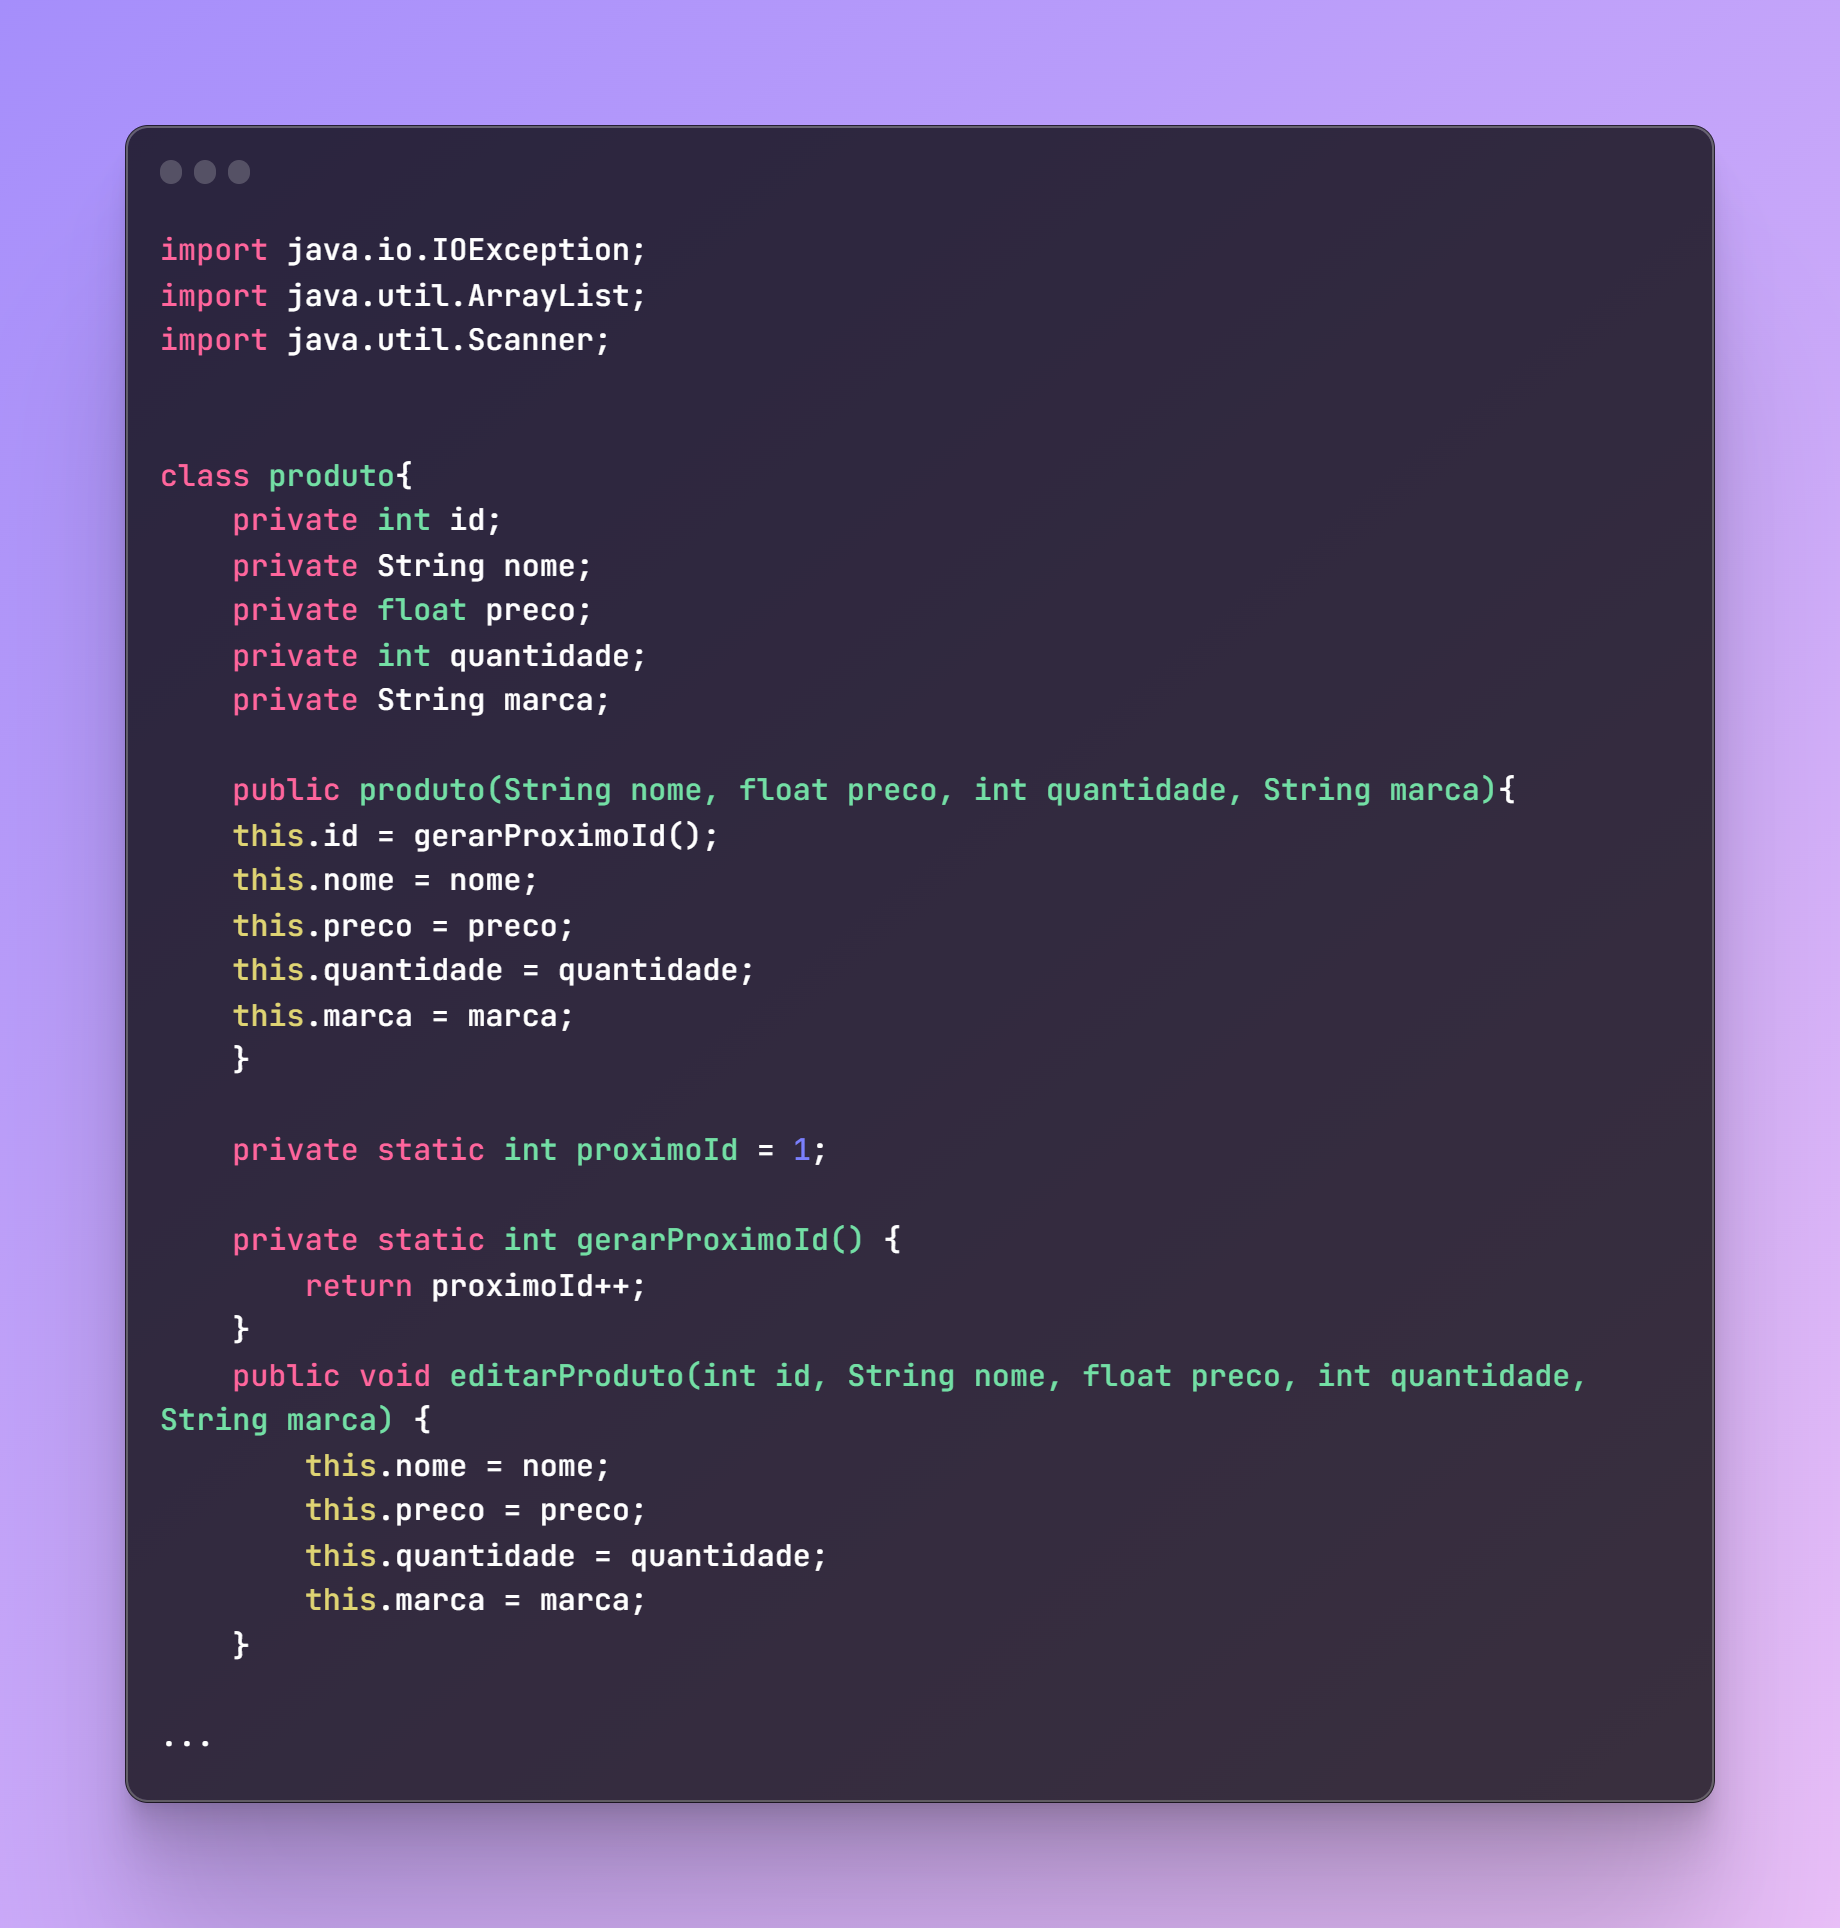 import java.io.IOException;
import java.util.ArrayList;
import java.util.Scanner;
class produto{
    private int id;
    private String nome;
    private float preco;
    private int quantidade;
    private String marca;
    public produto(String nome, float preco, int quantidade, String marca){
    this.id = gerarProximoId();
    this.nome = nome;
    this.preco = preco;
    this.quantidade = quantidade;
    this.marca = marca;
    }
    private static int proximoId = 1;
    private static int gerarProximoId() {
        return proximoId++;
    }
    public void editarProduto(int id, String nome, float preco, int quantidade,
String marca) {
        this.nome = nome;
        this.preco = preco;
        this.quantidade = quantidade;
        this.marca = marca;
    }
...